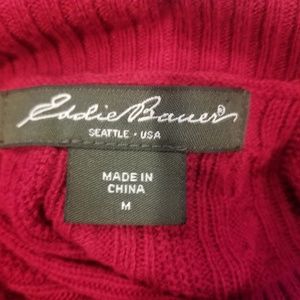 Eddie Bauer®
SEATTLE · USA
MADE IN
CHINA
M